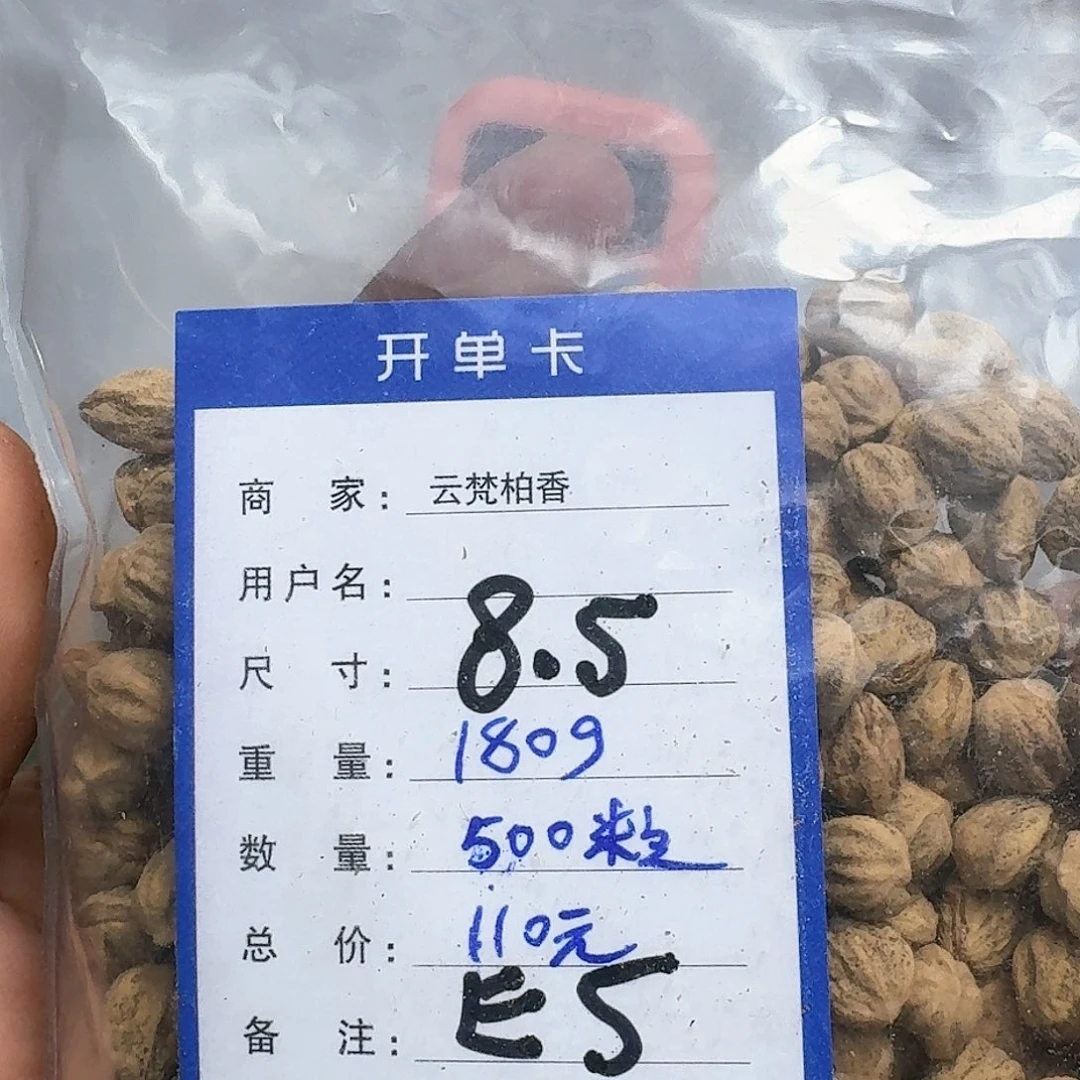 开单卡
商 家：云梵柏香
用户名：
尺 寸：8.5
重 量：180g
数 量：500粒
总 价：110元
备 注：E5